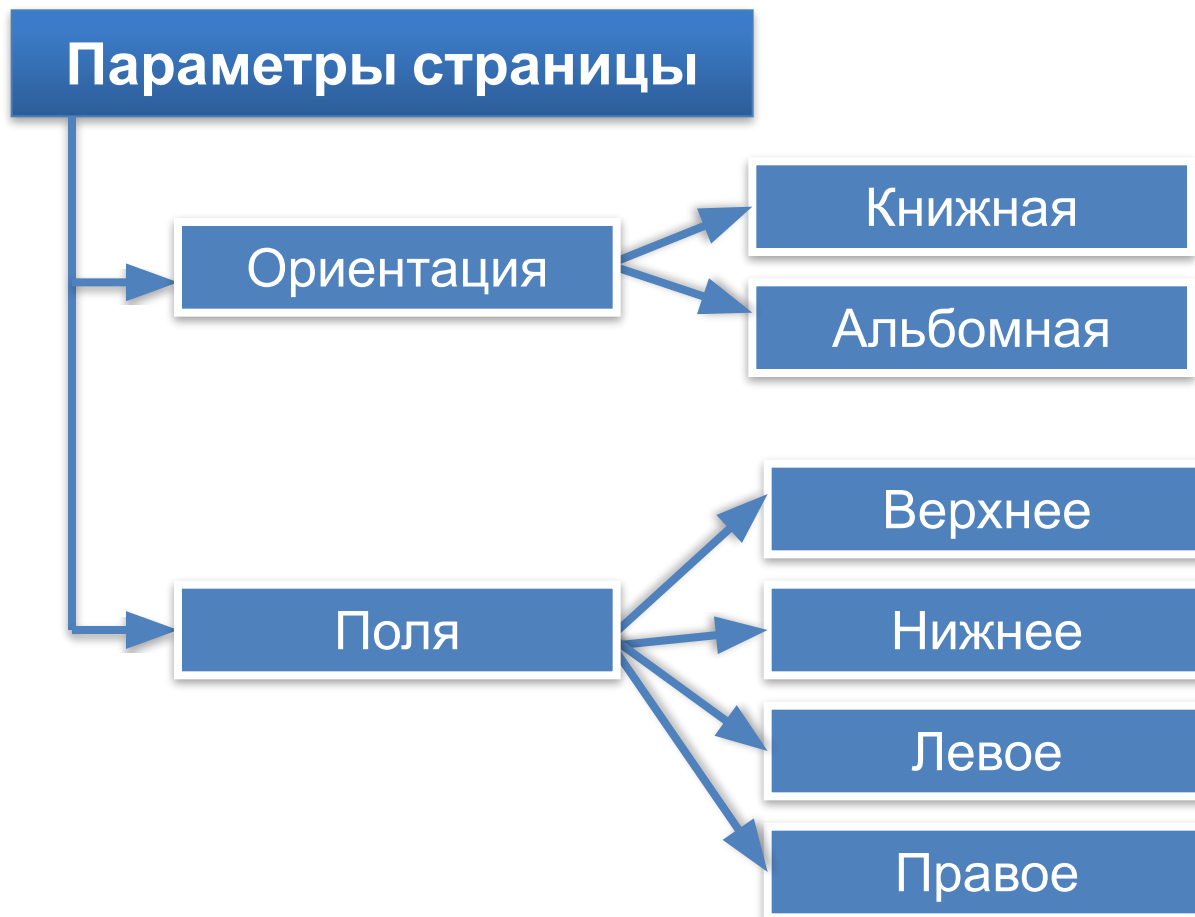 Параметры страницы
Ориентация
Книжная
Альбомная
Поля
Верхнее
Нижнее
Левое
Правое